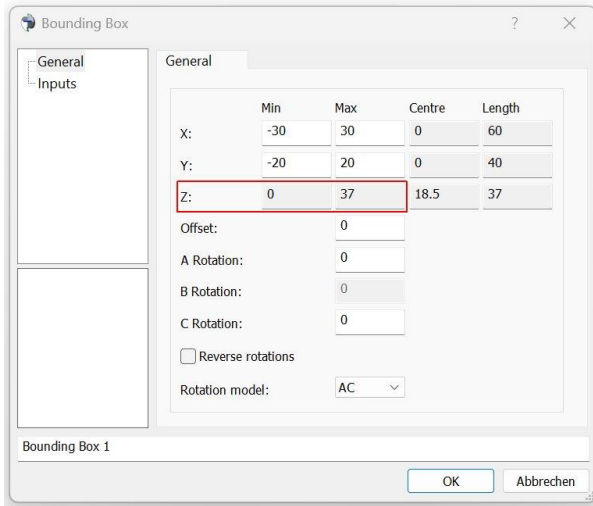 Bounding Box ?
General
Inputs
General
Min Max Centre Length
X: -30 30 0 60
Y: -20 20 0 40
Z: 0 37 18.5 37
Offset: 0
A Rotation: 0
B Rotation: 0
C Rotation: 0
Reverse rotations
Rotation model: AC
Bounding Box 1
OK Abbrechen